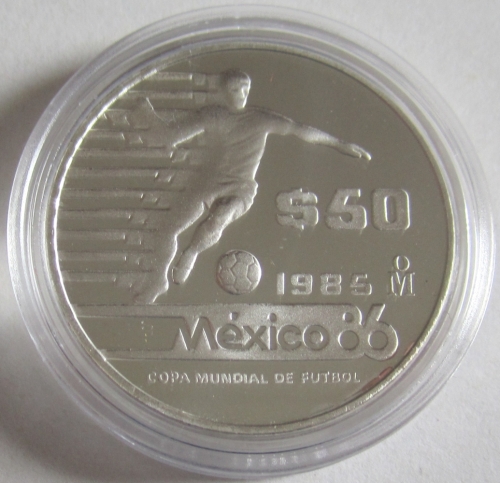 $50
1985 Mo
México 86
COPA MUNDIAL DE FUTBOL